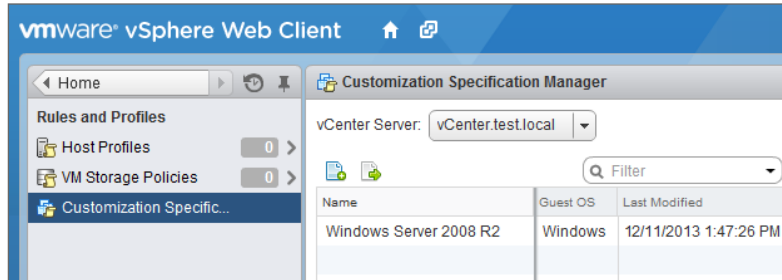 vmware® vSphere Web Client
Home
Customization Specification Manager
Rules and Profiles
vCenter Server: vCenter.test.local
Host Profiles 0
VM Storage Policies 0
Filter
Customization Specific...
Name Guest OS Last Modified
Windows Server 2008 R2 Windows 12/11/2013 1:47:26 PM